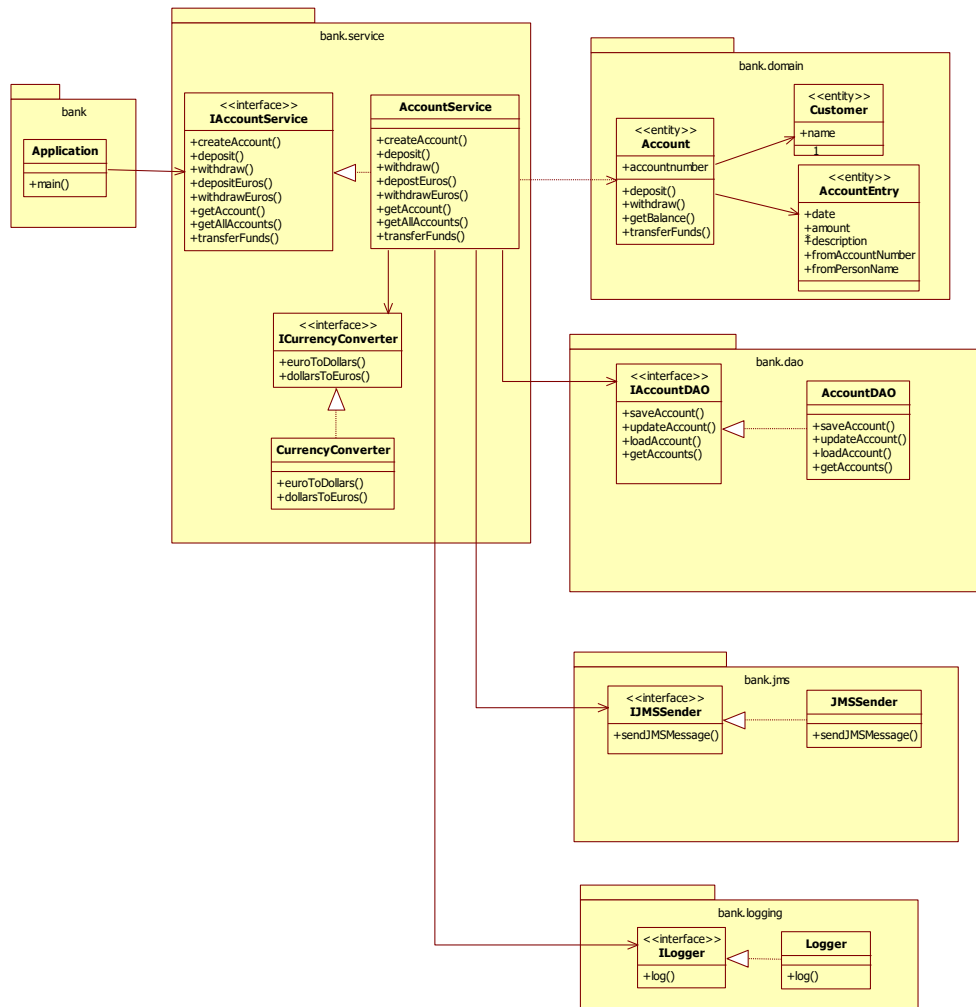 bank
Application
+main()
bank.service
<<interface>>
IAccountService
+createAccount()
+deposit()
+withdraw()
+depositEuros()
+withdrawEuros()
+getAccount()
+getAllAccounts()
+transferFunds()
AccountService
+createAccount()
+deposit()
+withdraw()
+depostEuros()
+withdrawEuros()
+getAccount()
+getAllAccounts()
+transferFunds()
<<interface>>
ICurrencyConverter
+euroToDollars()
+dollarsToEuros()
CurrencyConverter
+euroToDollars()
+dollarsToEuros()
bank.domain
<<entity>>
Account
+accountnumber
+deposit()
+withdraw()
+getBalance()
+transferFunds()
<<entity>>
Customer
+name
1
<<entity>>
AccountEntry
+date
+amount
*
+description
+fromAccountNumber
+fromPersonName
bank.dao
<<interface>>
IAccountDAO
+saveAccount()
+updateAccount()
+loadAccount()
+getAccounts()
AccountDAO
+saveAccount()
+updateAccount()
+loadAccount()
+getAccounts()
bank.jms
<<interface>>
IJMSSender
+sendJMSMessage()
JMSSender
+sendJMSMessage()
bank.logging
<<interface>>
ILogger
+log()
Logger
+log()